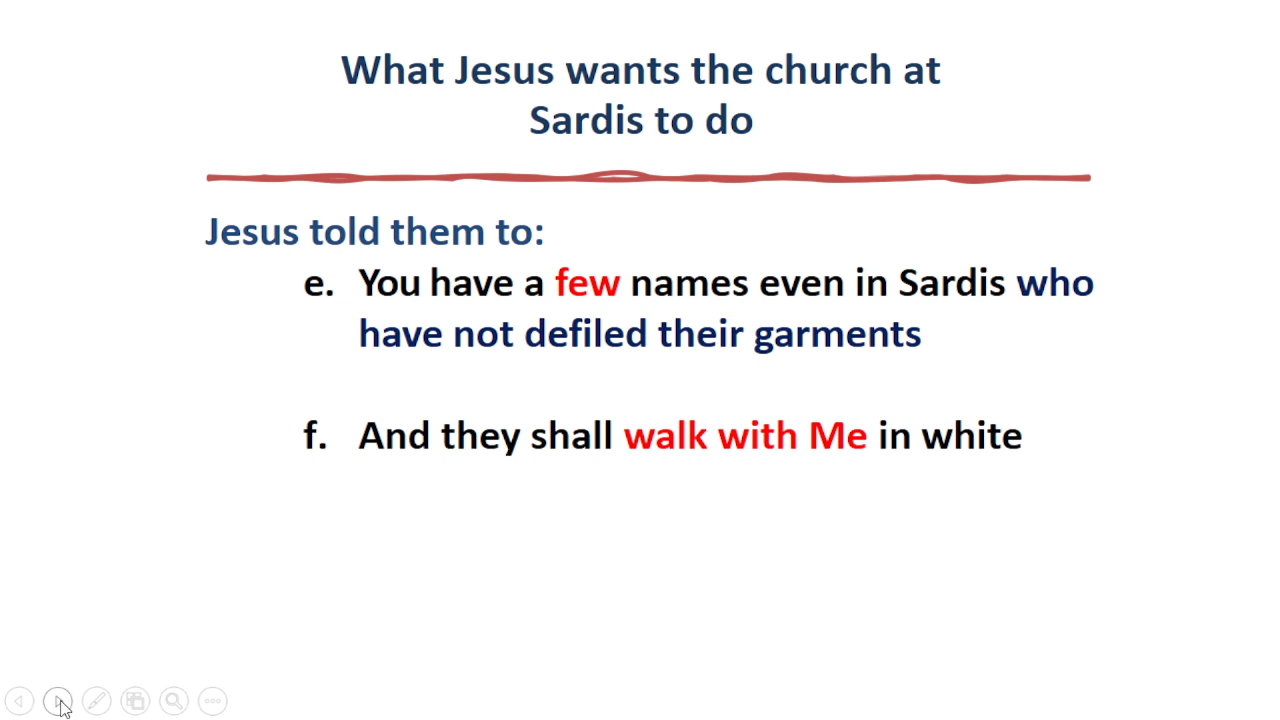 What Jesus wants the church at
Sardis to do
Jesus told them to:
e. You have a few names even in Sardis who
have not defiled their garments
f. And they shall walk with Me in white